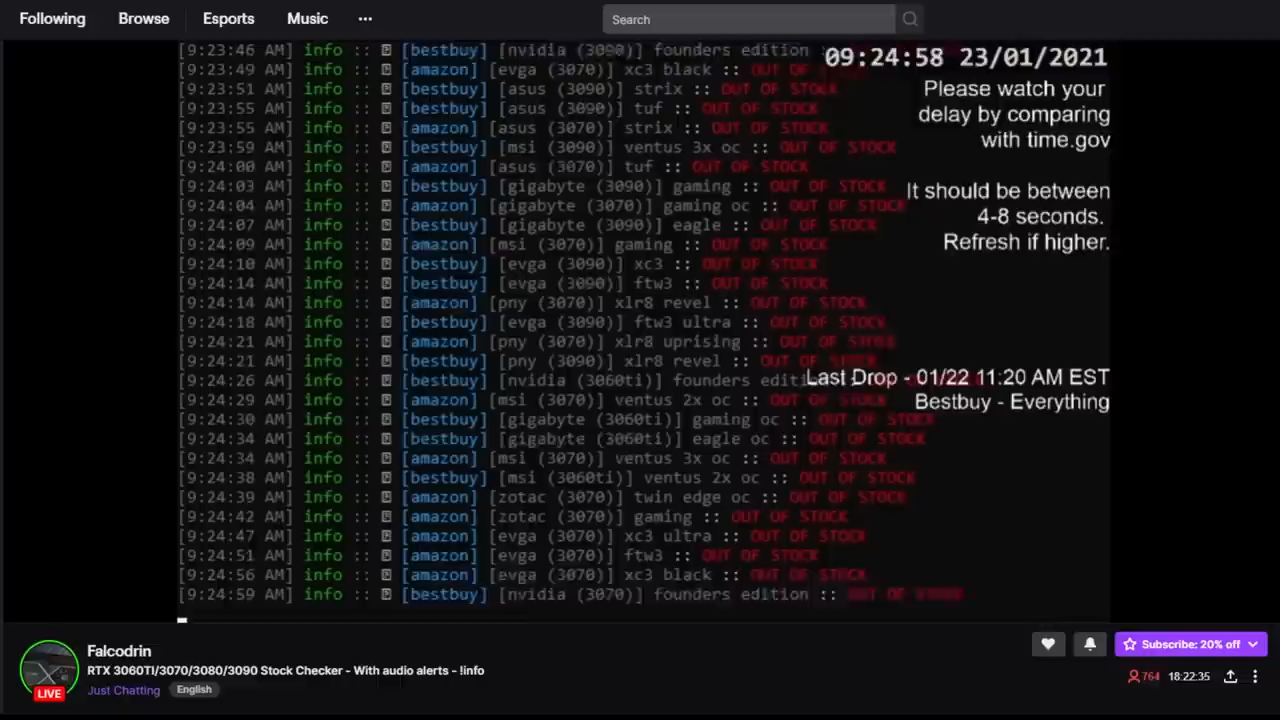 Following Browse Esports Music ···
Search
[9:23:46 AM] info :: [bestbuy] [nvidia (3090)] founders edition :
[9:23:49 AM] info :: [amazon] [evga (3070)] xc3 black :: OUT OF STOCK
[9:23:51 AM] info :: [bestbuy] [asus (3090)] strix :: OUT OF STOCK
[9:23:55 AM] info :: [bestbuy] [asus (3090)] tuf :: OUT OF STOCK
[9:23:55 AM] info :: [amazon] [asus (3070)] strix :: OUT OF STOCK
[9:23:59 AM] info :: [bestbuy] [msi (3090)] ventus 3x oc :: OUT OF STOCK
[9:24:00 AM] info :: [amazon] [asus (3070)] tuf :: OUT OF STOCK
[9:24:03 AM] info :: [bestbuy] [gigabyte (3090)] gaming :: OUT OF STOCK
[9:24:04 AM] info :: [amazon] [gigabyte (3070)] gaming oc :: OUT OF STOCK
[9:24:07 AM] info :: [bestbuy] [gigabyte (3090)] eagle :: OUT OF STOCK
[9:24:09 AM] info :: [amazon] [msi (3070)] gaming :: OUT OF STOCK
[9:24:10 AM] info :: [bestbuy] [evga (3090)] xc3 :: OUT OF STOCK
[9:24:14 AM] info :: [bestbuy] [evga (3090)] ftw3 :: OUT OF STOCK
[9:24:14 AM] info :: [amazon] [pny (3070)] xlr8 revel :: OUT OF STOCK
[9:24:18 AM] info :: [bestbuy] [evga (3090)] ftw3 ultra :: OUT OF STOCK
[9:24:21 AM] info :: [amazon] [pny (3070)] xlr8 uprising :: OUT OF STOCK
[9:24:21 AM] info :: [bestbuy] [pny (3090)] xlr8 revel :: OUT OF STOCK
[9:24:26 AM] info :: [bestbuy] [nvidia (3060ti)] founders editi
[9:24:29 AM] info :: [amazon] [msi (3070)] ventus 2x oc :: OUT OF STOCK
[9:24:30 AM] info :: [bestbuy] [gigabyte (3060ti)] gaming oc :: OUT OF STOCK
[9:24:34 AM] info :: [bestbuy] [gigabyte (3060ti)] eagle oc :: OUT OF STOCK
[9:24:34 AM] info :: [amazon] [msi (3070)] ventus 3x oc :: OUT OF STOCK
[9:24:38 AM] info :: [bestbuy] [msi (3060ti)] ventus 2x oc :: OUT OF STOCK
[9:24:39 AM] info :: [amazon] [zotac (3070)] twin edge oc :: OUT OF STOCK
[9:24:42 AM] info :: [amazon] [zotac (3070)] gaming :: OUT OF STOCK
[9:24:47 AM] info :: [amazon] [evga (3070)] xc3 ultra :: OUT OF STOCK
[9:24:51 AM] info :: [amazon] [evga (3070)] ftw3 :: OUT OF STOCK
[9:24:56 AM] info :: [amazon] [evga (3070)] xc3 black :: OUT OF STOCK
[9:24:59 AM] info :: [bestbuy] [nvidia (3070)] founders edition :: OUT OF STOCK
09:24:58 23/01/2021
Please watch your
delay by comparing
with time.gov
It should be between
4-8 seconds.
Refresh if higher.
Last Drop - 01/22 11:20 AM EST
Bestbuy - Everything
Falcodrin
RTX 3060TI/3070/3080/3090 Stock Checker - With audio alerts - !info
Just Chatting English
LIVE
Subscribe: 20% off
764 18:22:35